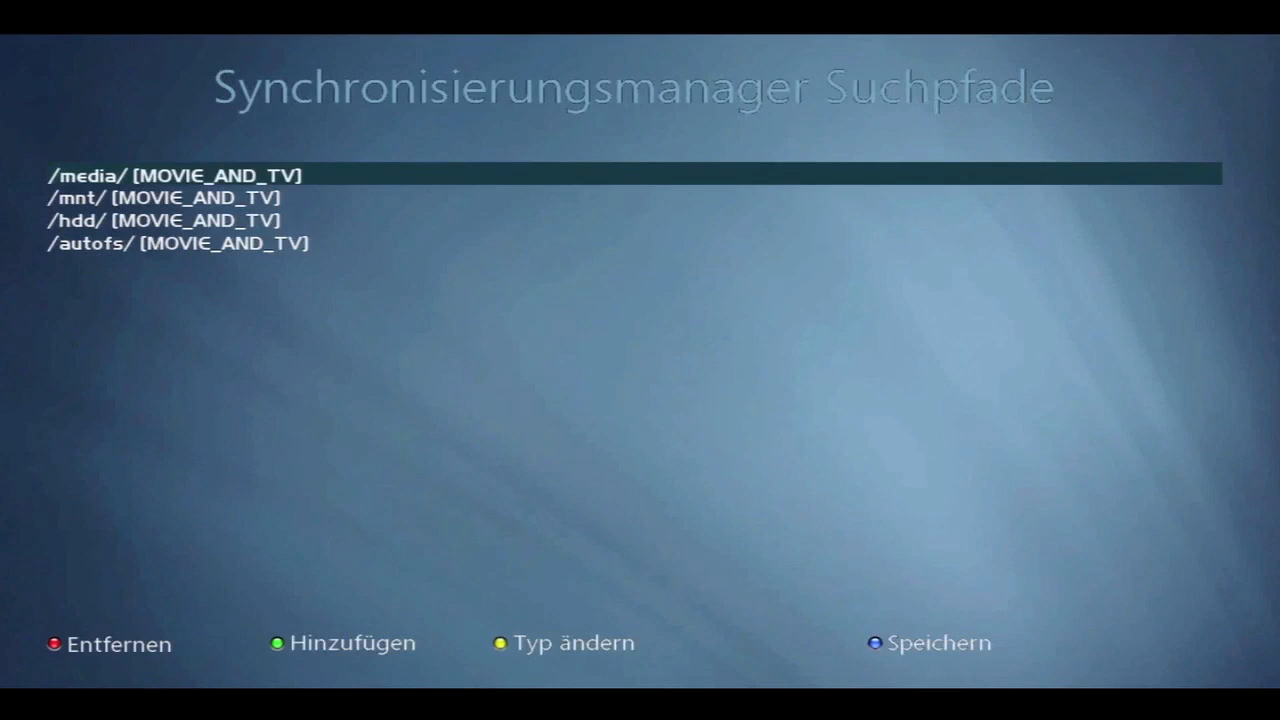 Synchronisierungsmanager Suchpfade
/media/ [MOVIE_AND_TV]
/mnt/ [MOVIE_AND_TV]
/hdd/ [MOVIE_AND_TV]
/autofs/ [MOVIE_AND_TV]
Entfernen Hinzufügen Typ ändern Speichern